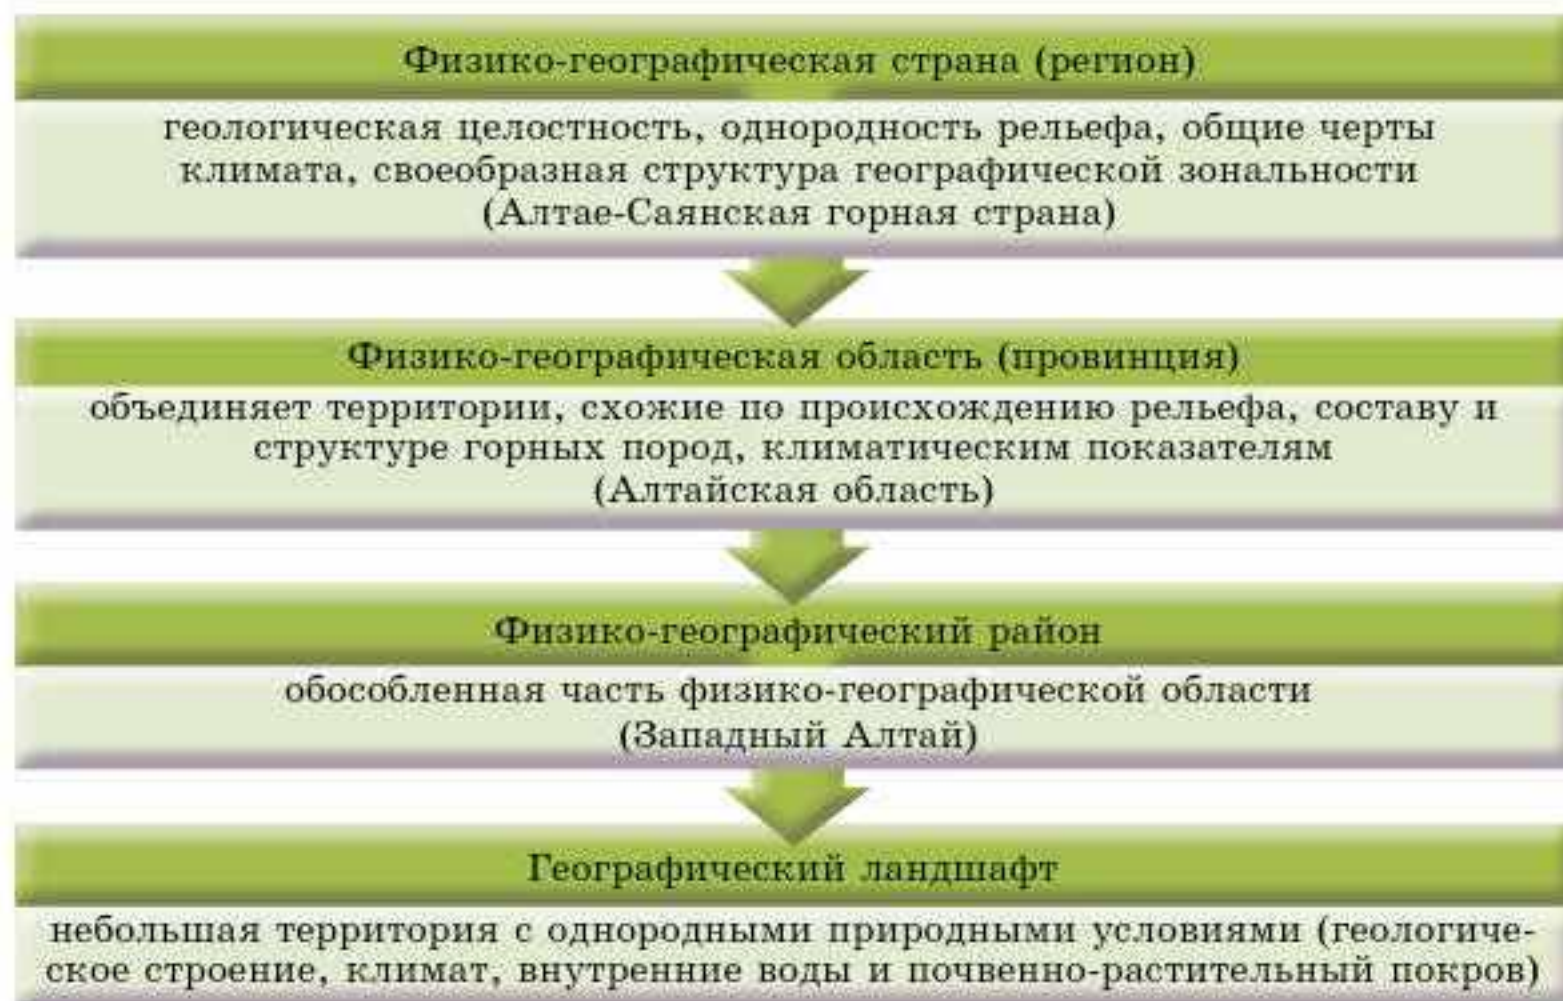 Физико-географическая страна (регион)
геологическая целостность, однородность рельефа, общие черты
климата, своеобразная структура географической зональности
(Алтае-Саянская горная страна)
Физико-географическая область (провинция)
объединяет территории, схожие по происхождению рельефа, составу и
структуре горных пород, климатическим показателям
(Алтайская область)
Физико-географический район
обособленная часть физико-географической области
(Западный Алтай)
Географический ландшафт
небольшая территория с однородными природными условиями (геологиче-
ское строение, климат, внутренние воды и почвенно-растительный покров)